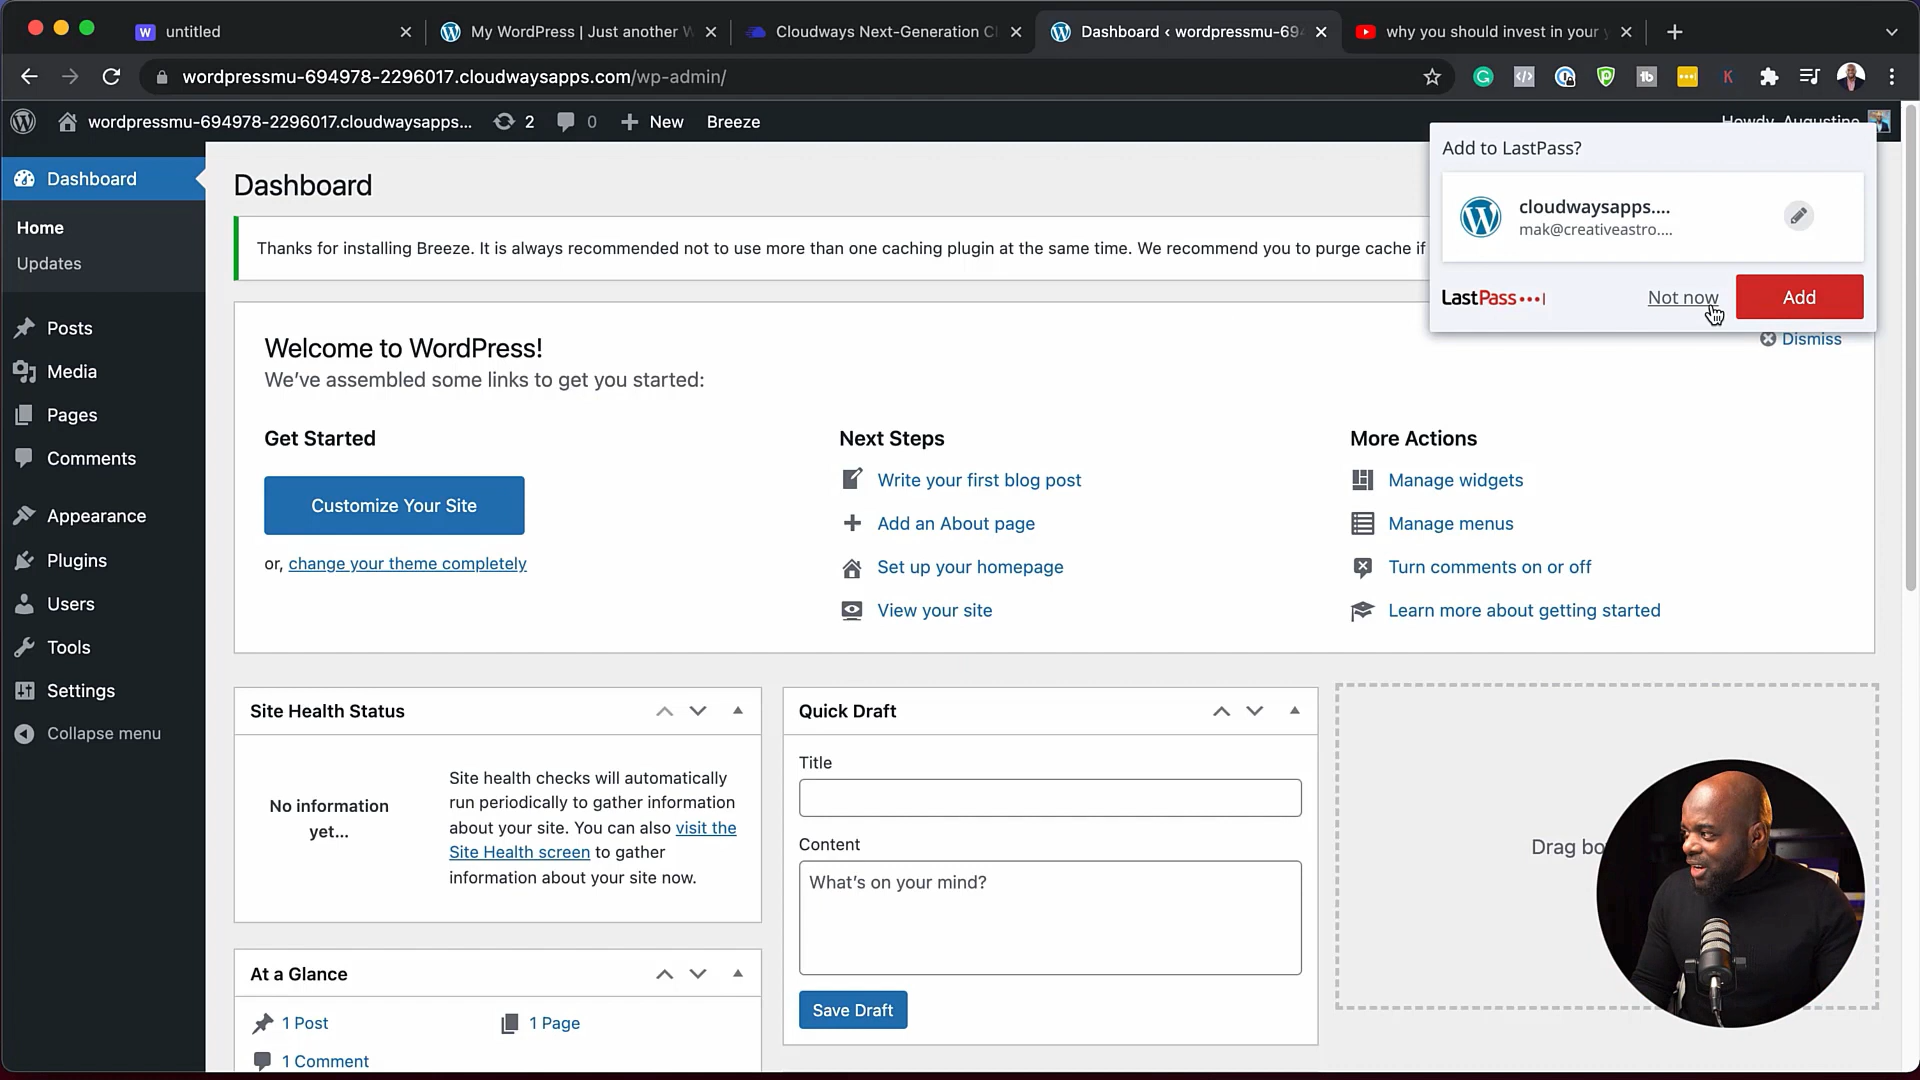 untitled
My WordPress | Just another W
Cloudways Next-Generation Cl
Dashboard ‹ wordpressmu-694
why you should invest in your y
wordpressmu-694978-2296017.cloudwaysapps.com/wp-admin/
wordpressmu-694978-2296017.cloudwaysapps...
2
0
New
Breeze
Howdy, Augustine
Add to LastPass?
cloudwaysapps....
mak@creativeastro....
LastPass
Not now
Add
Dashboard
Home
Updates
Posts
Media
Pages
Comments
Appearance
Plugins
Users
Tools
Settings
Collapse menu
Dashboard
Thanks for installing Breeze. It is always recommended not to use more than one caching plugin at the same time. We recommend you to purge cache if
Dismiss
Welcome to WordPress!
We've assembled some links to get you started:
Get Started
Customize Your Site
or, change your theme completely
Next Steps
Write your first blog post
Add an About page
Set up your homepage
View your site
More Actions
Manage widgets
Manage menus
Turn comments on or off
Learn more about getting started
Site Health Status
No information
yet...
Site health checks will automatically
run periodically to gather information
about your site. You can also visit the
Site Health screen to gather
information about your site now.
At a Glance
1 Post
1 Page
1 Comment
Quick Draft
Title
Content
What's on your mind?
Save Draft
Drag bo